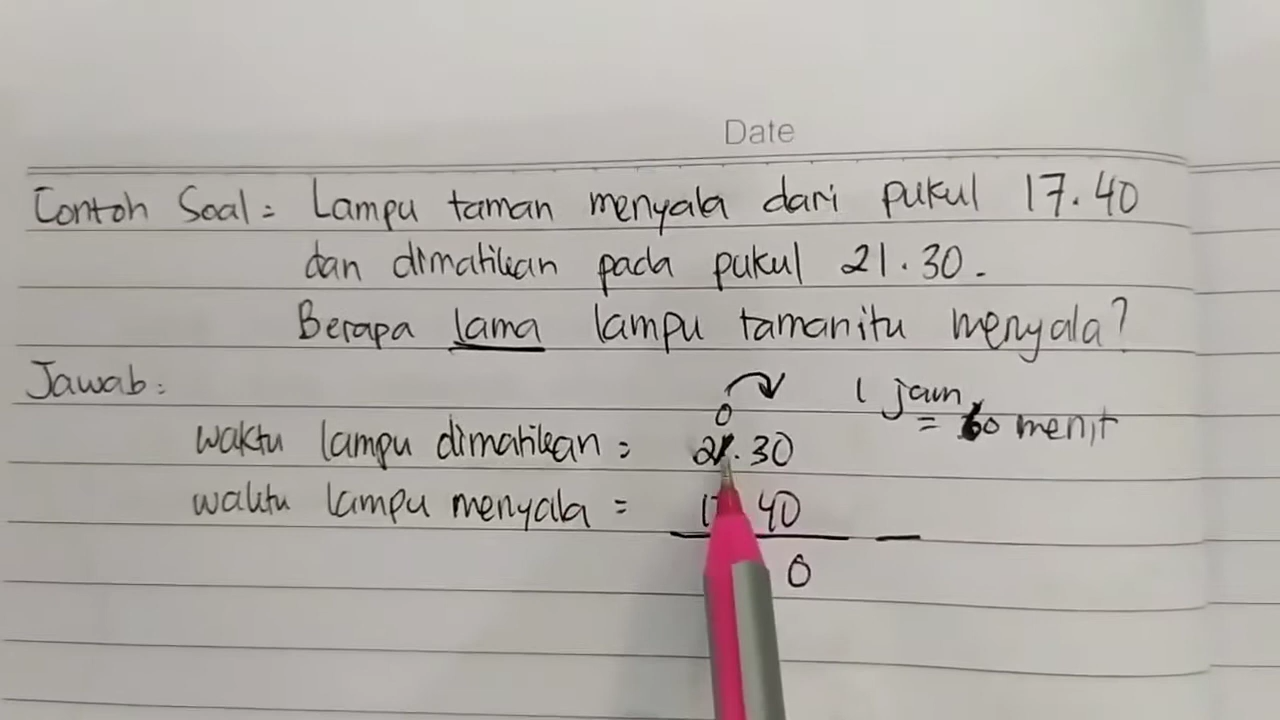 Date
Contoh Soal = Lampu taman menyala dari pukul 17.40
dan dimatikan pada pukul 21.30.
Berapa lama lampu taman itu menyala?
Jawab:
0
1 jam
= 60 menit
waktu lampu dimatikan = 21.30
waktu lampu menyala = 1 40
0